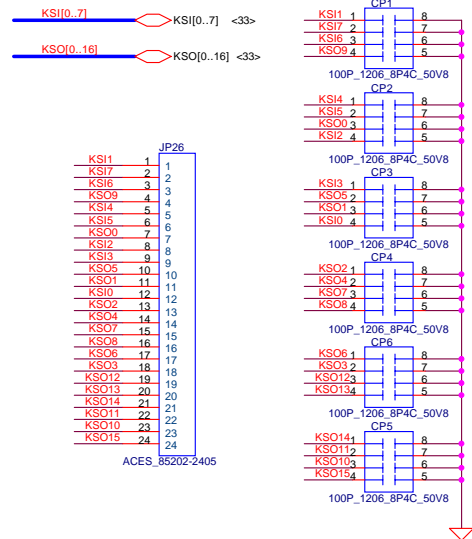 KSI[0..7] KSI[0..7] <33>
KSO[0..16] KSO[0..16] <33>
JP26
KSI1 1 1
KSI7 2 2
KSI6 3 3
KSO9 4 4
KSI4 5 5
KSI5 6 6
KSO0 7 7
KSI2 8 8
KSI3 9 9
KSO5 10 10
KSO1 11 11
KSI0 12 12
KSO2 13 13
KSO4 14 14
KSO7 15 15
KSO8 16 16
KSO6 17 17
KSO3 18 18
KSO12 19 19
KSO13 20 20
KSO14 21 21
KSO11 22 22
KSO10 23 23
KSO15 24 24
ACES_85202-2405
CP1
KSI1 1 8
KSI7 2 7
KSI6 3 6
KSO9 4 5
100P_1206_8P4C_50V8
CP2
KSI4 1 8
KSI5 2 7
KSO0 3 6
KSI2 4 5
100P_1206_8P4C_50V8
CP3
KSI3 1 8
KSO5 2 7
KSO1 3 6
KSI0 4 5
100P_1206_8P4C_50V8
CP4
KSO2 1 8
KSO4 2 7
KSO7 3 6
KSO8 4 5
100P_1206_8P4C_50V8
CP6
KSO6 1 8
KSO3 2 7
KSO12 3 6
KSO13 4 5
100P_1206_8P4C_50V8
CP5
KSO14 1 8
KSO11 2 7
KSO10 3 6
KSO15 4 5
100P_1206_8P4C_50V8